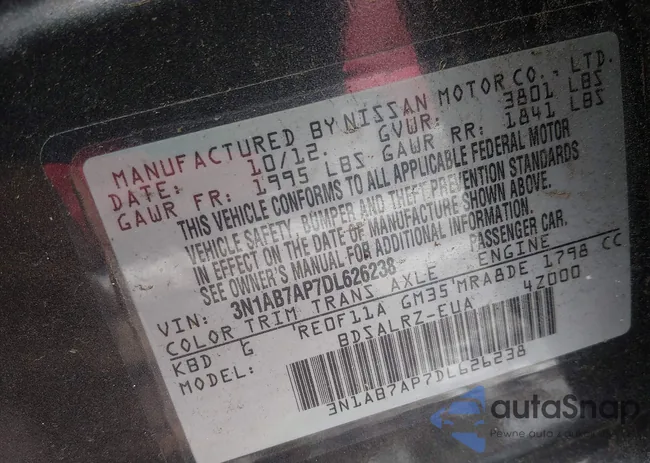 MANUFACTURED BY NISSAN MOTOR CO., LTD.
DATE: 10/12 GVWR: 3801 LBS
GAWR FR: 1995 LBS GAWR RR: 1841 LBS
THIS VEHICLE CONFORMS TO ALL APPLICABLE FEDERAL MOTOR
VEHICLE SAFETY, BUMPER AND THEFT PREVENTION STANDARDS
IN EFFECT ON THE DATE OF MANUFACTURE SHOWN ABOVE.
SEE OWNER'S MANUAL FOR ADDITIONAL INFORMATION.
VIN: 3N1AB7AP7DL626238 PASSENGER CAR
COLOR TRIM TRANS AXLE ENGINE
KBD G RE0F11A GM35 MRA8DE 1798 CC
MODEL: BDSALRZ-EUA 4Z000
3N1AB7AP7DL626238
autoSnap
Pewne auto z